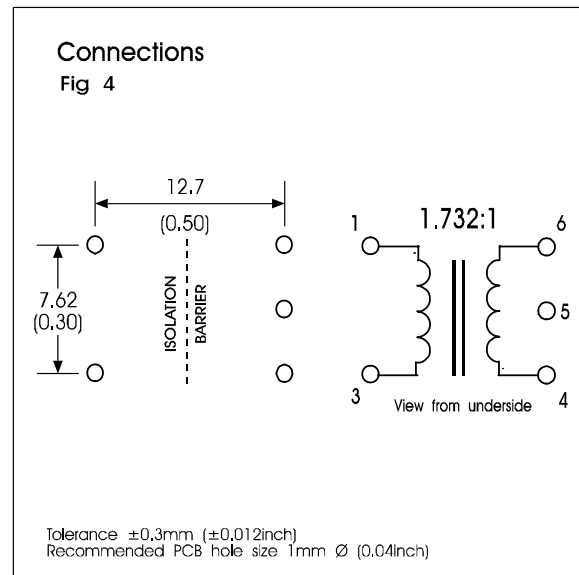 Connections
Fig 4
12.7
(0.50)
7.62
(0.30)
ISOLATION
BARRIER
1.732:1
1
6
5
3
4
View from underside
Tolerance ±0.3mm (±0.012inch)
Recommended PCB hole size 1mm Ø (0.04inch)